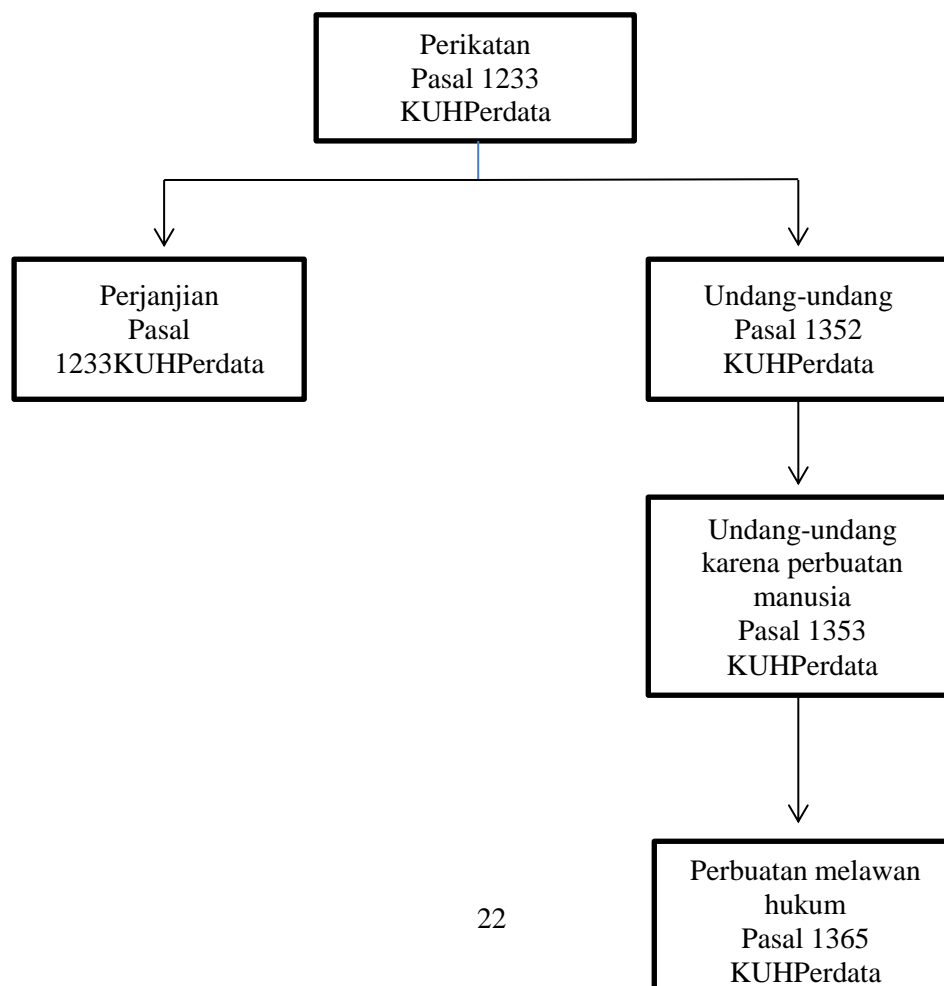 Perikatan
Pasal 1233
KUHPerdata
Perjanjian
Pasal
1233KUHPerdata
Undang-undang
Pasal 1352
KUHPerdata
Undang-undang
karena perbuatan
manusia
Pasal 1353
KUHPerdata
Perbuatan melawan
hukum
Pasal 1365
KUHPerdata
22